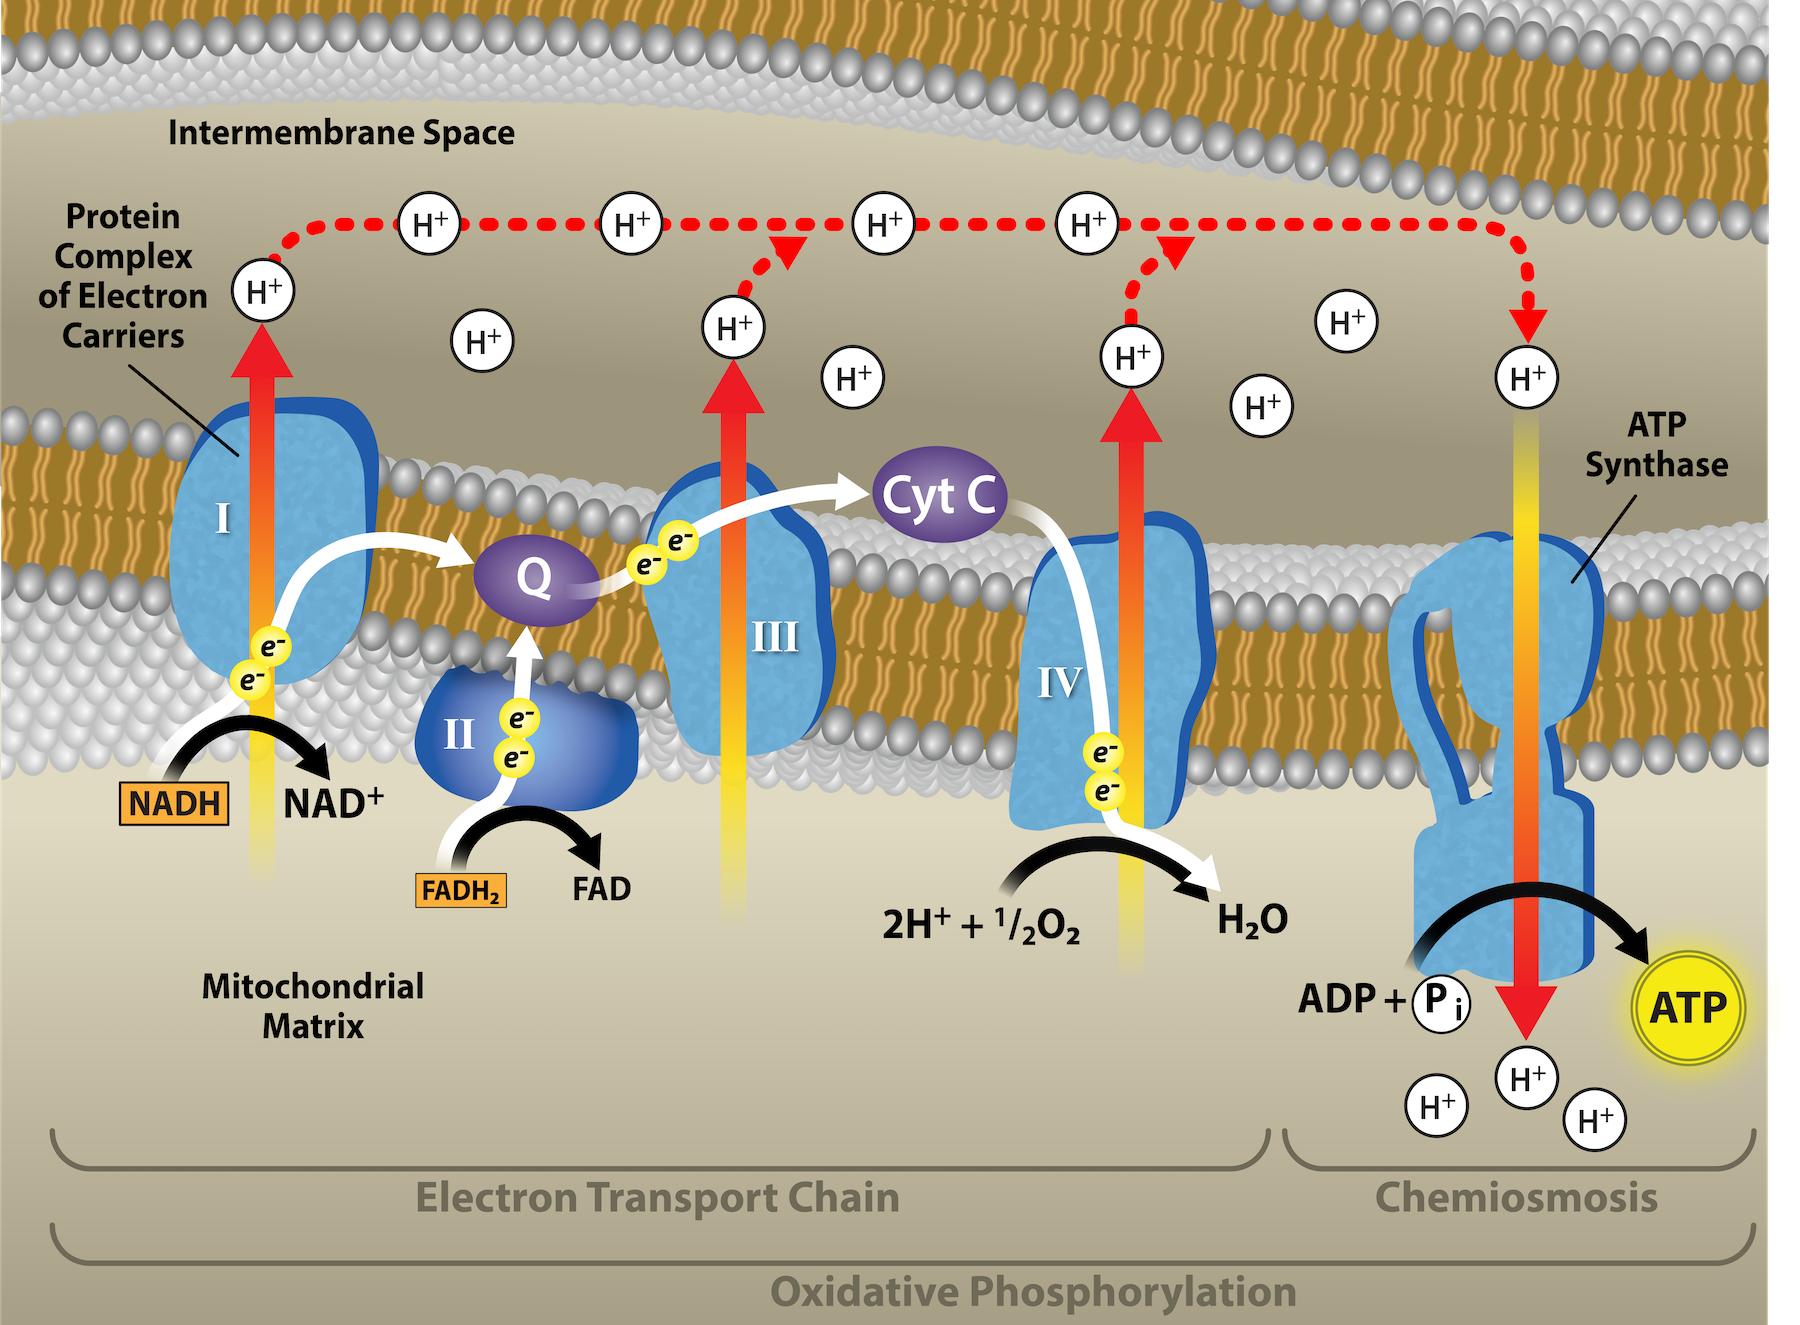 Intermembrane Space
Protein
Complex
of Electron
Carriers
H⁺
H⁺
H⁺
H⁺
H⁺
H⁺
H⁺
H⁺
H⁺
H⁺
H⁺
H⁺
ATP
Synthase
I
Q
Cyt C
e⁻
e⁻
III
IV
e⁻
e⁻
II
e⁻
e⁻
e⁻
e⁻
NADH
NAD⁺
FADH₂
FAD
2H⁺ + ¹/₂O₂
H₂O
Mitochondrial
Matrix
ADP + Pi
ATP
H⁺
H⁺
H⁺
Electron Transport Chain
Chemiosmosis
Oxidative Phosphorylation